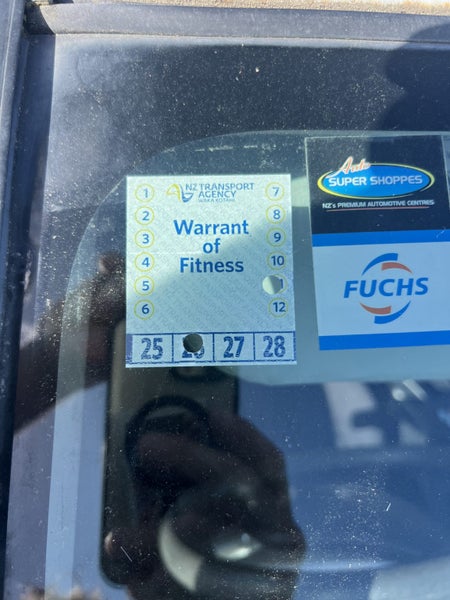 NZ TRANSPORT
AGENCY
WAKA KOTAHI
Warrant
of
Fitness
1
2
3
4
5
6
7
8
9
10
12
25 27 28
Auto
SUPER SHOPPES
NZ's PREMIUM AUTOMOTIVE CENTRES
FUCHS